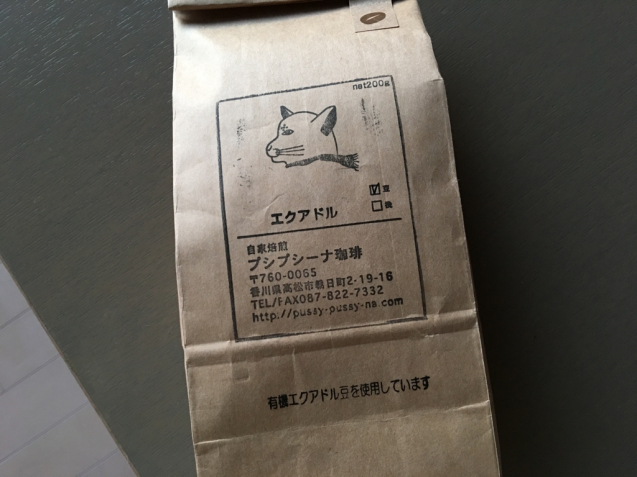 net200g
豆
エクアドル
自家焙煎
プシプシーナ珈琲
〒760-0065
香川県高松市朝日町2-19-16
TEL/FAX087-822-7332
http://pussy-pussy-na.com
有機エクアドル豆を使用しています